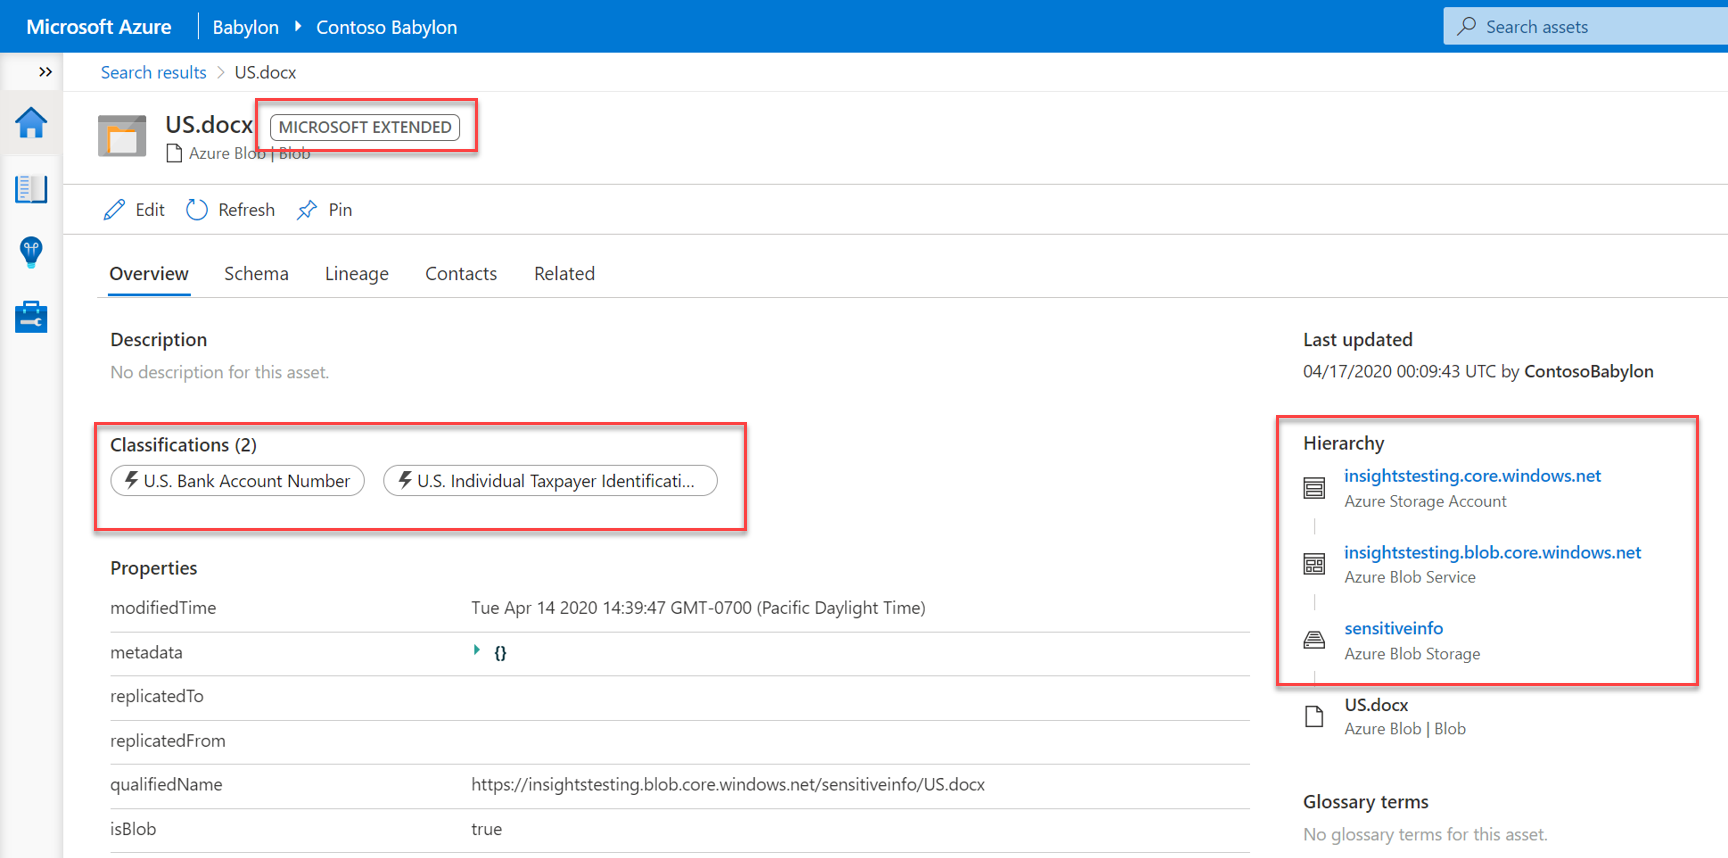 Microsoft Azure Babylon Contoso Babylon Search assets
Search results US.docx
US.docx MICROSOFT EXTENDED
Azure Blob | Blob
Edit Refresh Pin
Overview Schema Lineage Contacts Related
Description
No description for this asset.
Last updated
04/17/2020 00:09:43 UTC by ContosoBabylon
Classifications (2)
U.S. Bank Account Number U.S. Individual Taxpayer Identificati...
Hierarchy
insightstesting.core.windows.net
Azure Storage Account
insightstesting.blob.core.windows.net
Azure Blob Service
sensitiveinfo
Azure Blob Storage
US.docx
Azure Blob | Blob
Properties
modifiedTime Tue Apr 14 2020 14:39:47 GMT-0700 (Pacific Daylight Time)
metadata {}
replicatedTo
replicatedFrom
qualifiedName https://insightstesting.blob.core.windows.net/sensitiveinfo/US.docx
isBlob true
Glossary terms
No glossary terms for this asset.